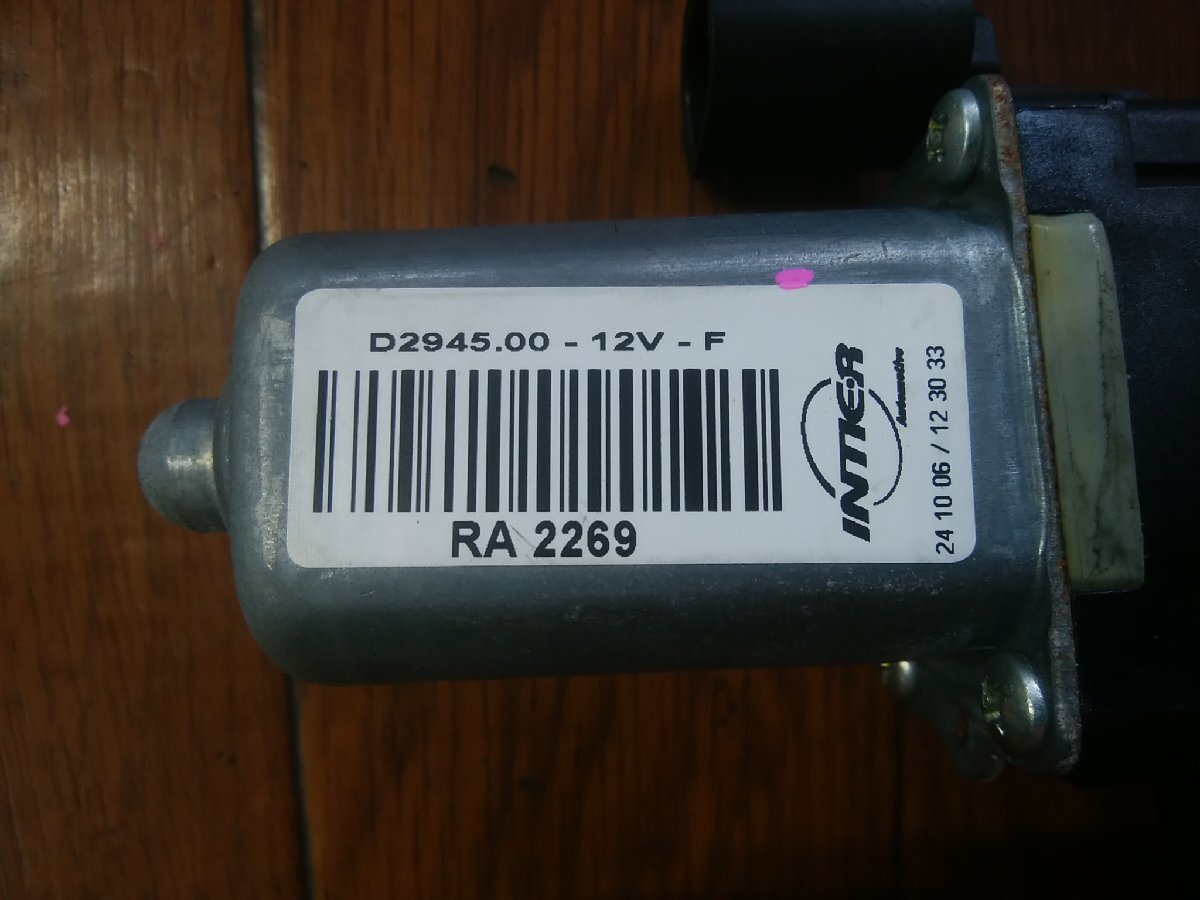 D2945.00 - 12V - F
RA 2269
INTIER
Automotive
24 10 06 / 12 30 33